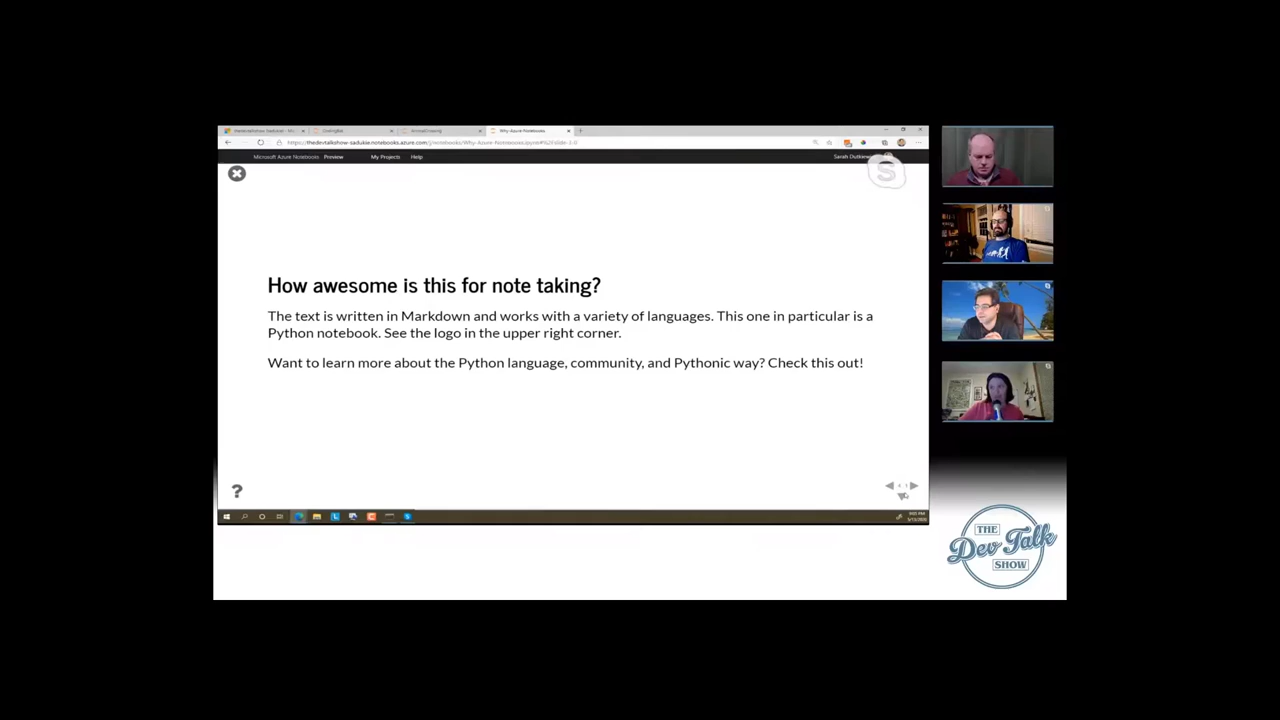 Why-Azure-Notebooks
Microsoft Azure Notebooks Preview My Projects Help
How awesome is this for note taking?
The text is written in Markdown and works with a variety of languages. This one in particular is a
Python notebook. See the logo in the upper right corner.
Want to learn more about the Python language, community, and Pythonic way? Check this out!
?
THE
Dev Talk
SHOW